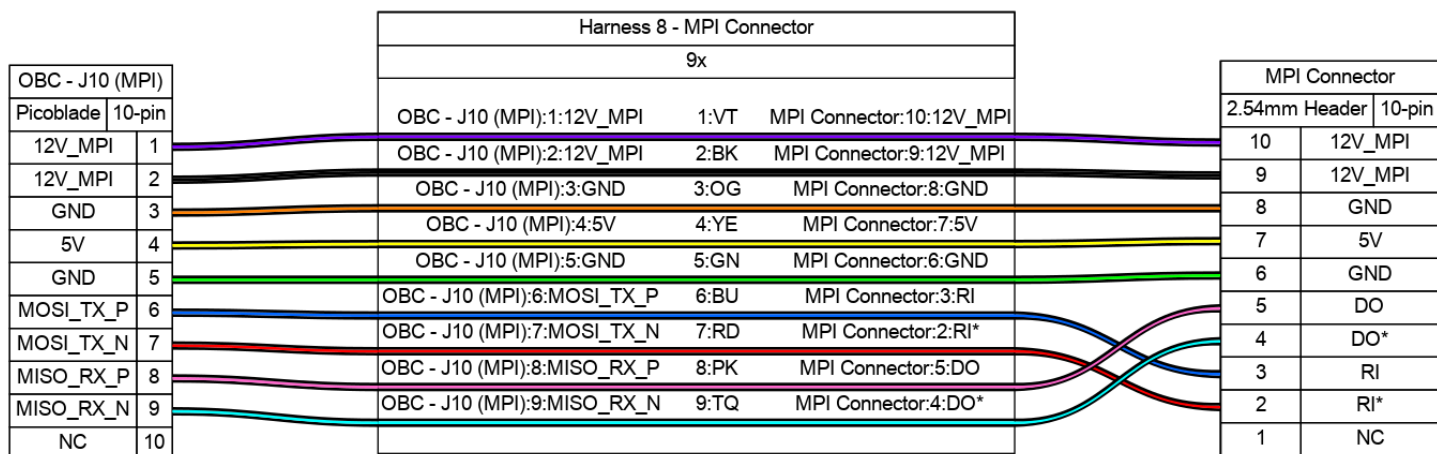 Harness 8 - MPI Connector
9x
OBC - J10 (MPI)
Picoblade 10-pin
12V_MPI 1
12V_MPI 2
GND 3
5V 4
GND 5
MOSI_TX_P 6
MOSI_TX_N 7
MISO_RX_P 8
MISO_RX_N 9
NC 10
OBC - J10 (MPI):1:12V_MPI 1:VT MPI Connector:10:12V_MPI
OBC - J10 (MPI):2:12V_MPI 2:BK MPI Connector:9:12V_MPI
OBC - J10 (MPI):3:GND 3:OG MPI Connector:8:GND
OBC - J10 (MPI):4:5V 4:YE MPI Connector:7:5V
OBC - J10 (MPI):5:GND 5:GN MPI Connector:6:GND
OBC - J10 (MPI):6:MOSI_TX_P 6:BU MPI Connector:3:RI
OBC - J10 (MPI):7:MOSI_TX_N 7:RD MPI Connector:2:RI*
OBC - J10 (MPI):8:MISO_RX_P 8:PK MPI Connector:5:DO
OBC - J10 (MPI):9:MISO_RX_N 9:TQ MPI Connector:4:DO*
MPI Connector
2.54mm Header 10-pin
10 12V_MPI
9 12V_MPI
8 GND
7 5V
6 GND
5 DO
4 DO*
3 RI
2 RI*
1 NC